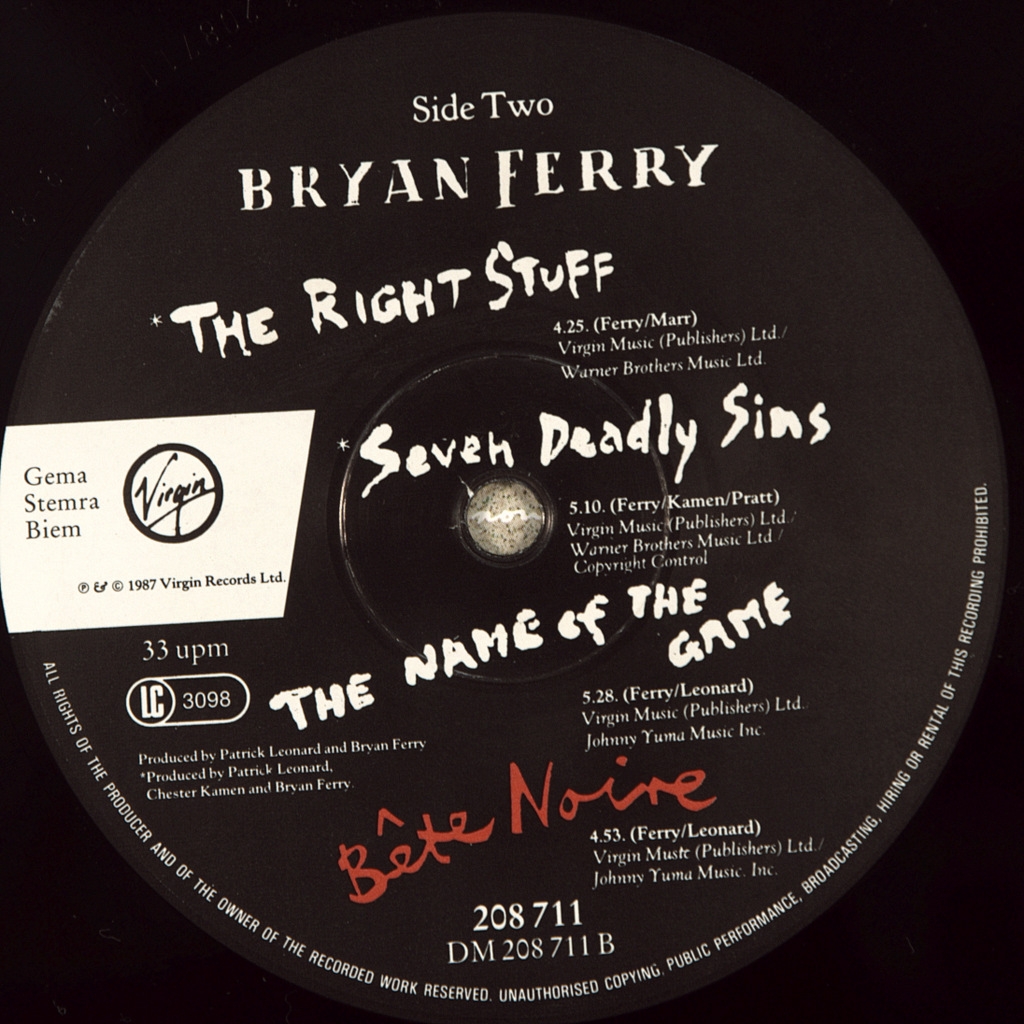 Side Two
BRYAN FERRY
*THE RIGHT STUFF
4.25. (Ferry/Marr)
Virgin Music (Publishers) Ltd./
Warner Brothers Music Ltd.
*Seven Deadly Sins
5.10. (Ferry/Kamen/Pratt)
Virgin Music (Publishers) Ltd./
Warner Brothers Music Ltd /
Copyright Control
Gema
Stemra
Biem
Virgin
℗ & © 1987 Virgin Records Ltd.
THE NAME OF THE
GAME
5.28. (Ferry/Leonard)
Virgin Music (Publishers) Ltd.
Johnny Yuma Music Inc.
33 upm
LC 3098
Produced by Patrick Leonard and Bryan Ferry
*Produced by Patrick Leonard,
Chester Kamen and Bryan Ferry.
Bête Noire
4.53. (Ferry/Leonard)
Virgin Music (Publishers) Ltd./
Johnny Yuma Music. Inc.
208 711
DM 208 711 B
ALL RIGHTS OF THE PRODUCER AND OF THE OWNER OF THE RECORDED WORK RESERVED. UNAUTHORISED COPYING, PUBLIC PERFORMANCE, BROADCASTING, HIRING OR RENTAL OF THIS RECORDING PROHIBITED.